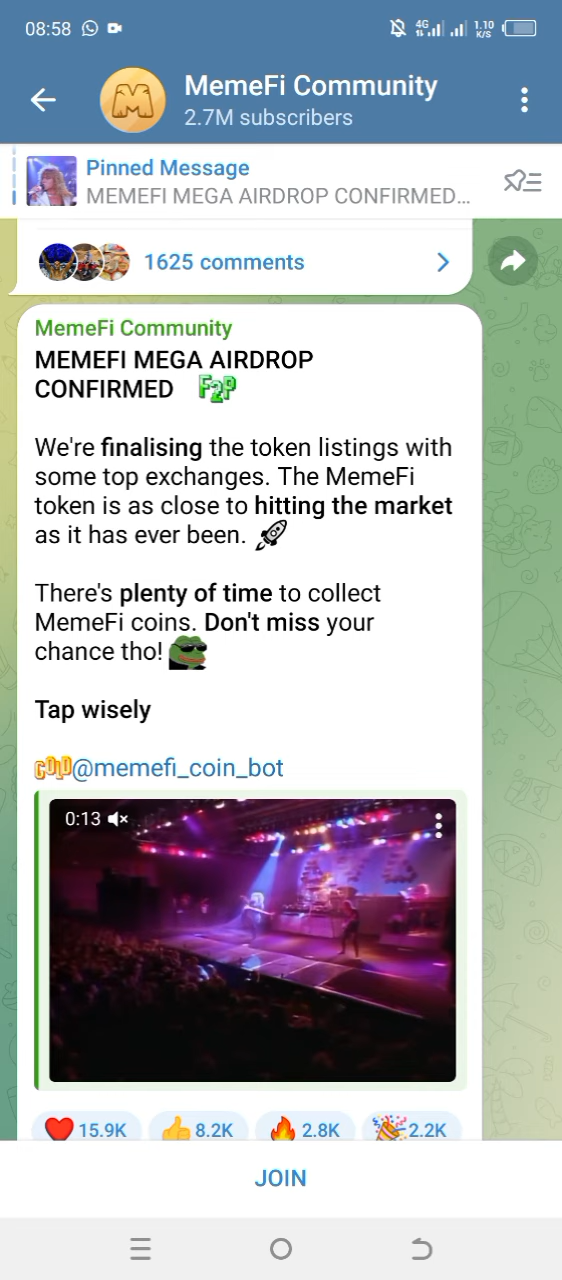 08:58
4G
1.10
K/S
MemeFi Community
2.7M subscribers
Pinned Message
MEMEFI MEGA AIRDROP CONFIRMED...
1625 comments
MemeFi Community
MEMEFI MEGA AIRDROP
CONFIRMED F2P
We're finalising the token listings with
some top exchanges. The MemeFi
token is as close to hitting the market
as it has ever been. 🚀
There's plenty of time to collect
MemeFi coins. Don't miss your
chance tho!
Tap wisely
GOLD@memefi_coin_bot
0:13
❤️ 15.9K 👍 8.2K 🔥 2.8K 🎉 2.2K
JOIN